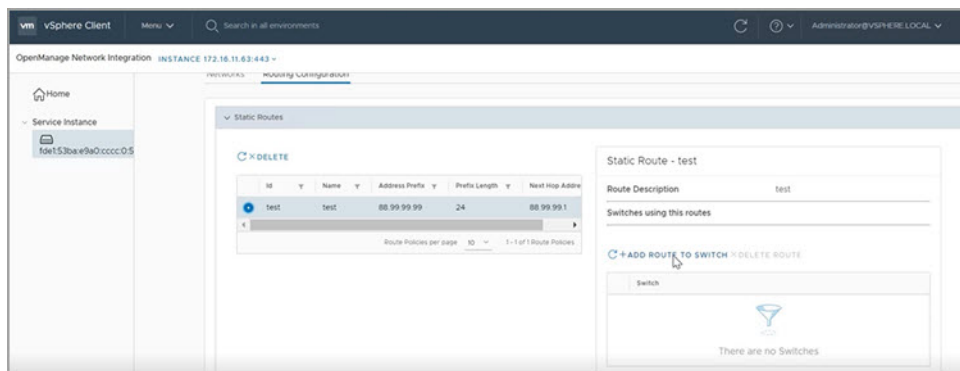 vm vSphere Client Menu Search in all environments Administrator@VSPHERE.LOCAL
OpenManage Network Integration INSTANCE 172.16.11.63:443
Networks Routing Configuration
Home
Service Instance
fde1:53ba:e9a0:cccc:0:5
Static Routes
DELETE
Id Name Address Prefix Prefix Length Next Hop Addre
test test 88.99.99.99 24 88.99.99.1
Route Policies per page 10 1 - 1 of 1 Route Policies
Static Route - test
Route Description test
Switches using this routes
+ ADD ROUTE TO SWITCH × DELETE ROUTE
Switch
There are no Switches